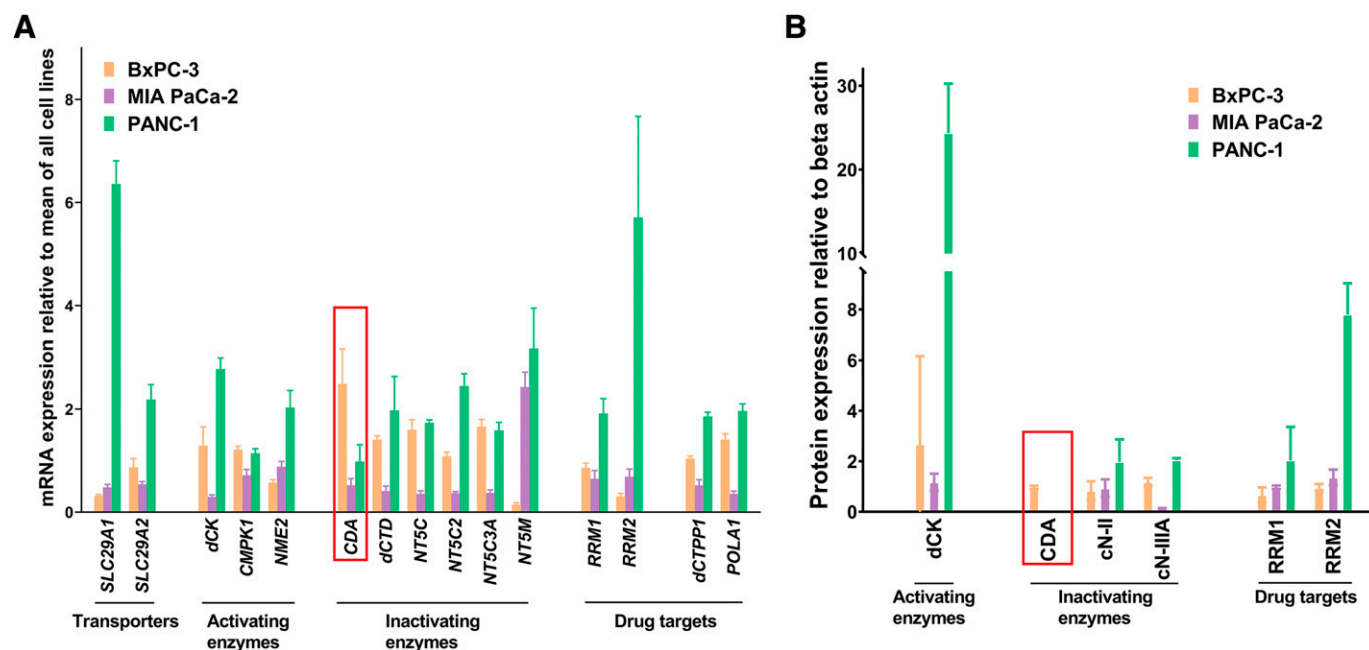 A
mRNA expression relative to mean of all cell lines
8
6
4
2
0
BxPC-3
MIA PaCa-2
PANC-1
SLC29A1
SLC29A2
dCK
CMPK1
NME2
CDA
dCTD
NT5C
NT5C2
NT5C3A
NT5M
RRM1
RRM2
dCTPP1
POLA1
Transporters
Activating
enzymes
Inactivating
enzymes
Drug targets
B
Protein expression relative to beta actin
30
20
10
8
6
4
2
0
BxPC-3
MIA PaCa-2
PANC-1
dCK
CDA
cN-II
cN-IIIA
RRM1
RRM2
Activating
enzymes
Inactivating
enzymes
Drug targets